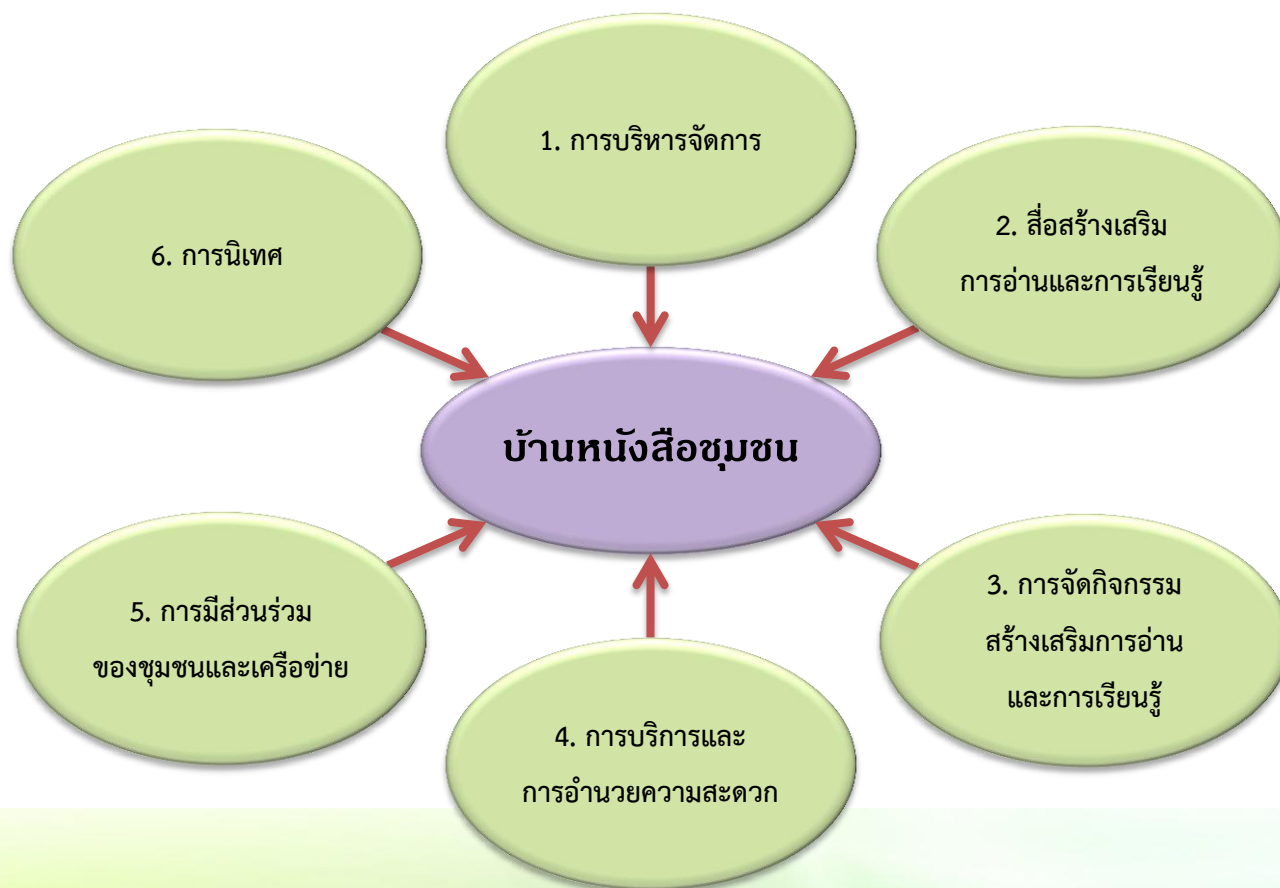 1. การบริหารจัดการ
2. สื่อสร้างเสริม
การอ่านและการเรียนรู้
3. การจัดกิจกรรม
สร้างเสริมการอ่าน
และการเรียนรู้
4. การบริการและ
การอำนวยความสะดวก
5. การมีส่วนร่วม
ของชุมชนและเครือข่าย
6. การนิเทศ
บ้านหนังสือชุมชน